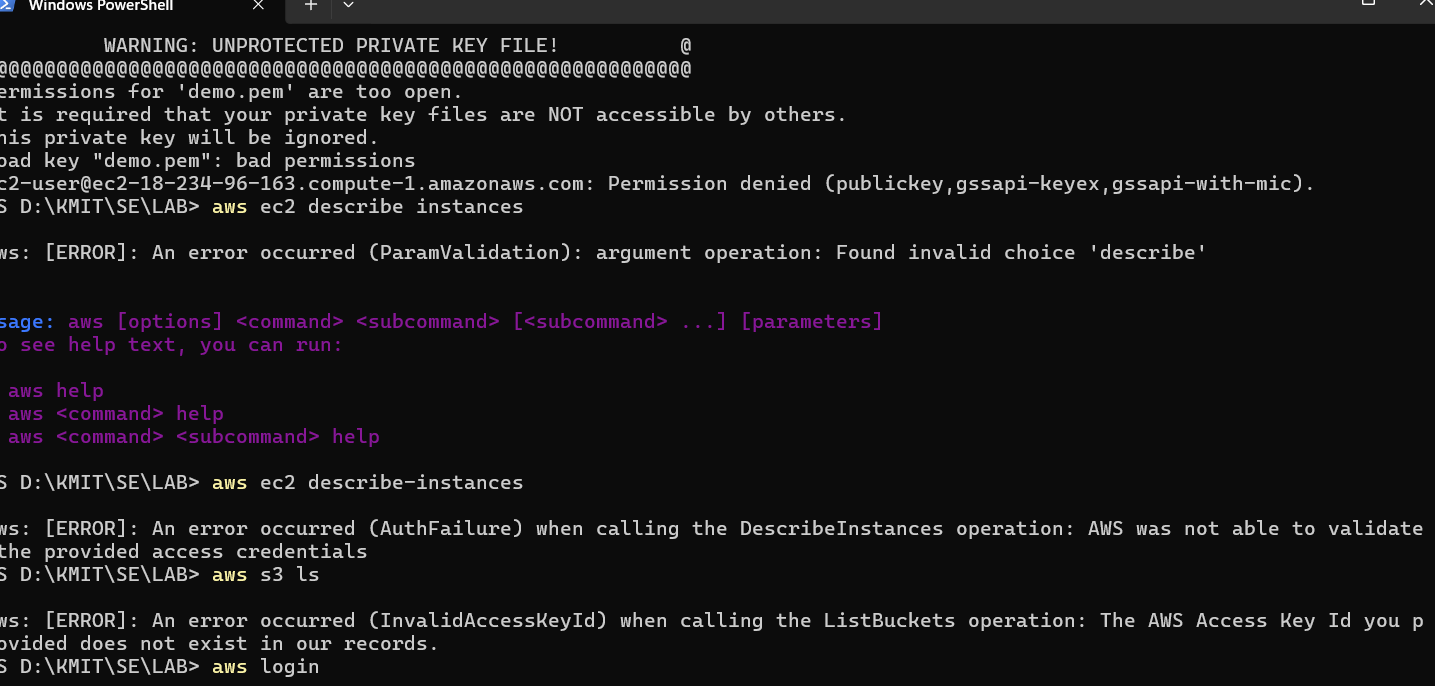 Windows PowerShell
WARNING: UNPROTECTED PRIVATE KEY FILE! @
@@@@@@@@@@@@@@@@@@@@@@@@@@@@@@@@@@@@@@@@@@@@@@@@@@@@@@@@@@
ermissions for 'demo.pem' are too open.
t is required that your private key files are NOT accessible by others.
his private key will be ignored.
oad key "demo.pem": bad permissions
c2-user@ec2-18-234-96-163.compute-1.amazonaws.com: Permission denied (publickey,gssapi-keyex,gssapi-with-mic).
S D:\KMIT\SE\LAB> aws ec2 describe instances
ws: [ERROR]: An error occurred (ParamValidation): argument operation: Found invalid choice 'describe'
sage: aws [options] <command> <subcommand> [<subcommand> ...] [parameters]
o see help text, you can run:
aws help
aws <command> help
aws <command> <subcommand> help
S D:\KMIT\SE\LAB> aws ec2 describe-instances
ws: [ERROR]: An error occurred (AuthFailure) when calling the DescribeInstances operation: AWS was not able to validate
the provided access credentials
S D:\KMIT\SE\LAB> aws s3 ls
ws: [ERROR]: An error occurred (InvalidAccessKeyId) when calling the ListBuckets operation: The AWS Access Key Id you p
ovided does not exist in our records.
S D:\KMIT\SE\LAB> aws login